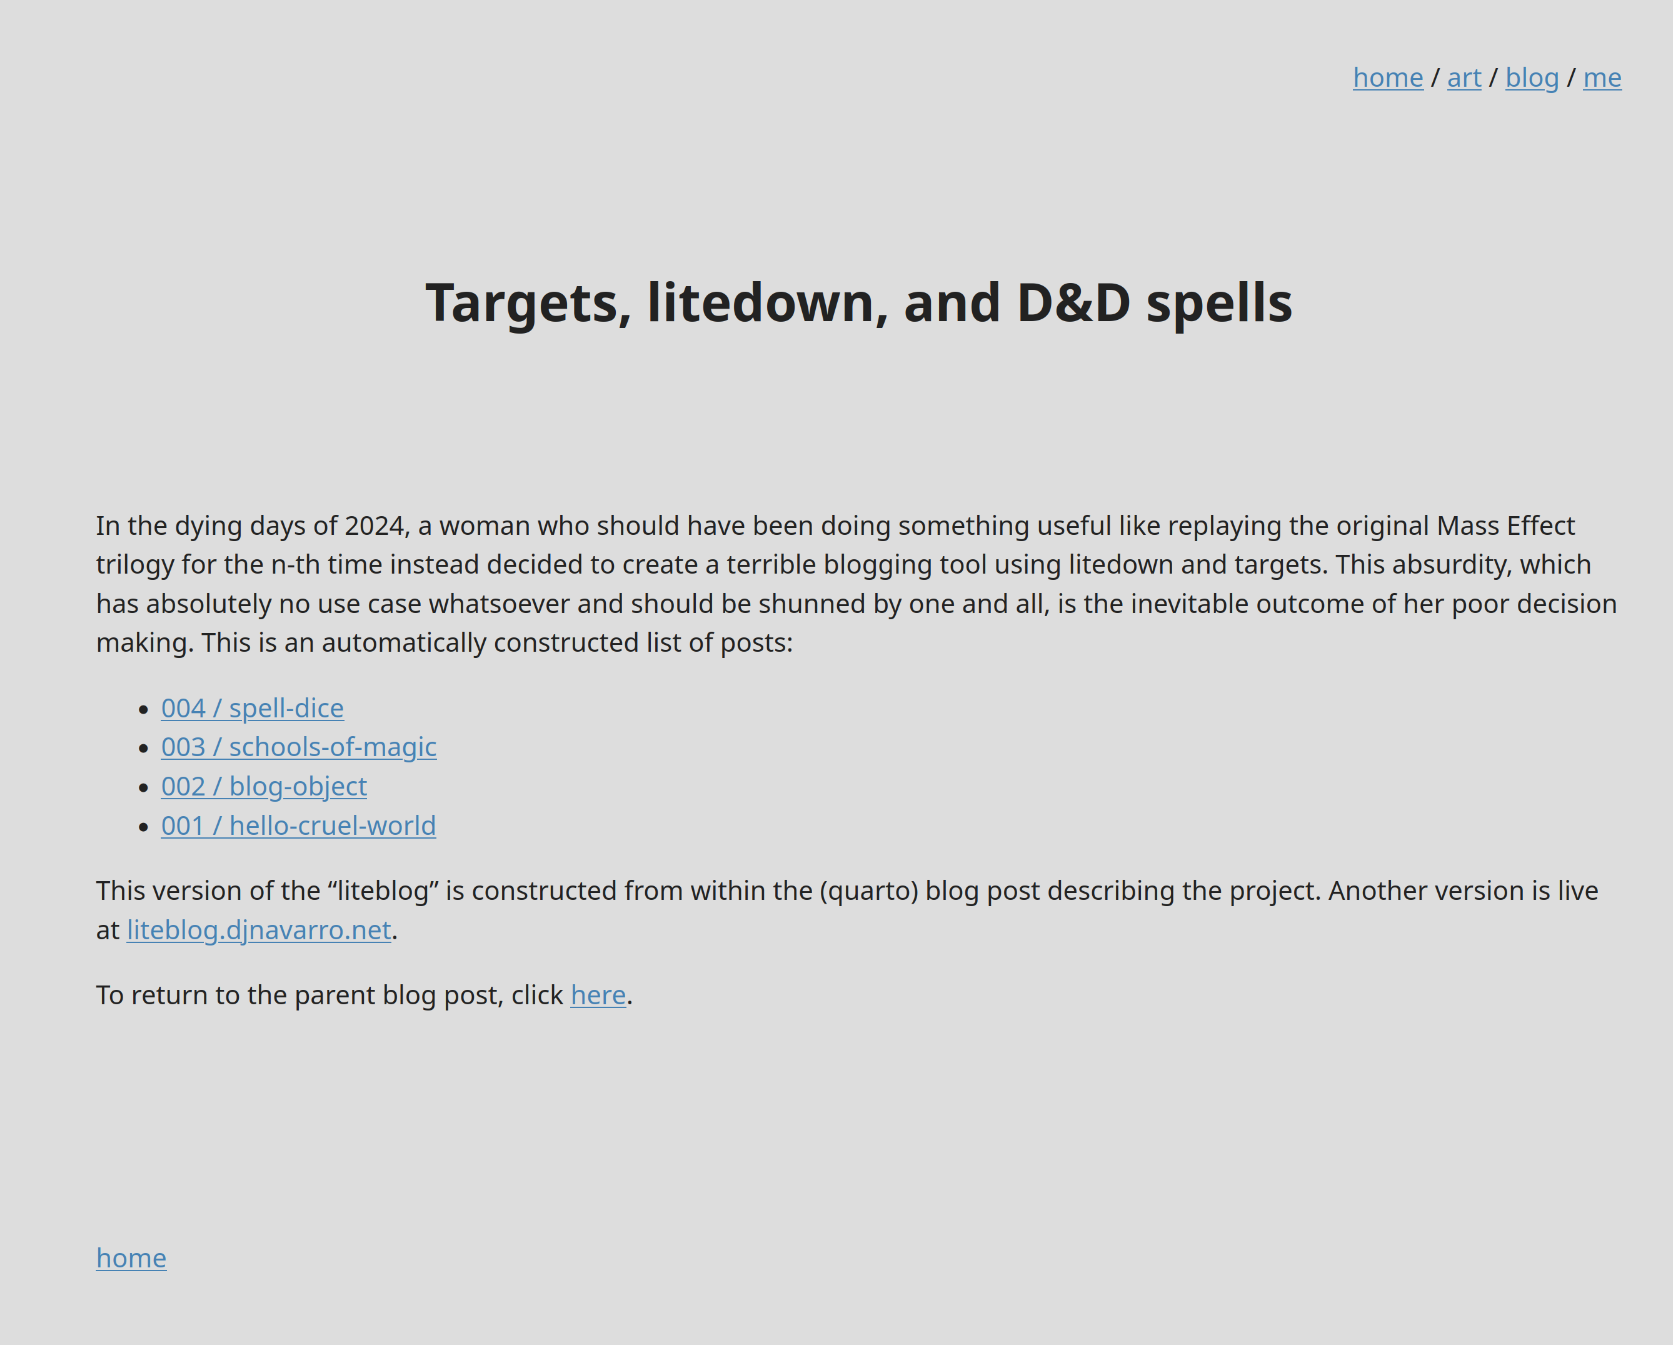 home / art / blog / me
Targets, litedown, and D&D spells
In the dying days of 2024, a woman who should have been doing something useful like replaying the original Mass Effect
trilogy for the n-th time instead decided to create a terrible blogging tool using litedown and targets. This absurdity, which
has absolutely no use case whatsoever and should be shunned by one and all, is the inevitable outcome of her poor decision
making. This is an automatically constructed list of posts:
• 004 / spell-dice
• 003 / schools-of-magic
• 002 / blog-object
• 001 / hello-cruel-world
This version of the “liteblog” is constructed from within the (quarto) blog post describing the project. Another version is live
at liteblog.djnavarro.net.
To return to the parent blog post, click here.
home